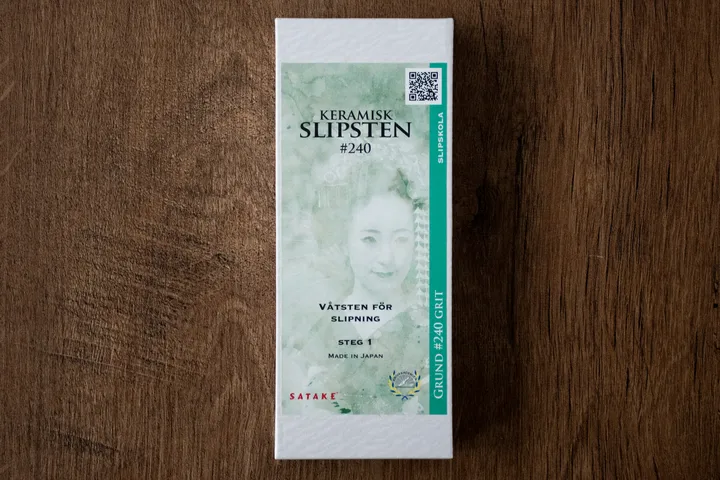 KERAMISK
SLIPSTEN
#240
VÅTSTEN FÖR
SLIPNING
STEG 1
MADE IN JAPAN
SATAKE
SLIPSKOLA
GRUND #240 GRIT